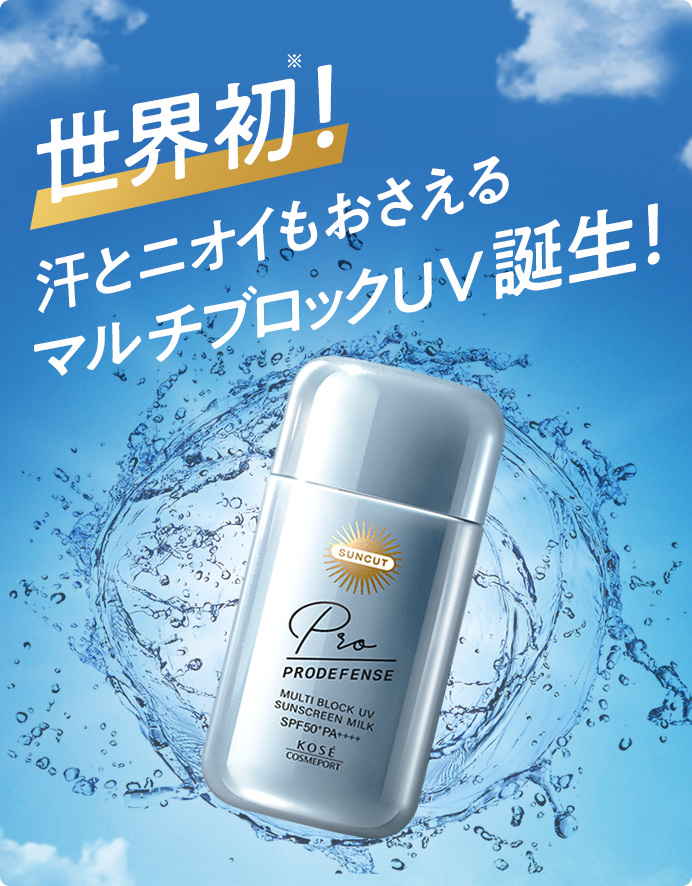 世界初※！
汗とニオイもおさえる
マルチブロックUV誕生！
SUNCUT
Pro
PRODEFENSE
MULTI BLOCK UV
SUNSCREEN MILK
SPF50+PA++++
KOSÉ
COSMEPORT